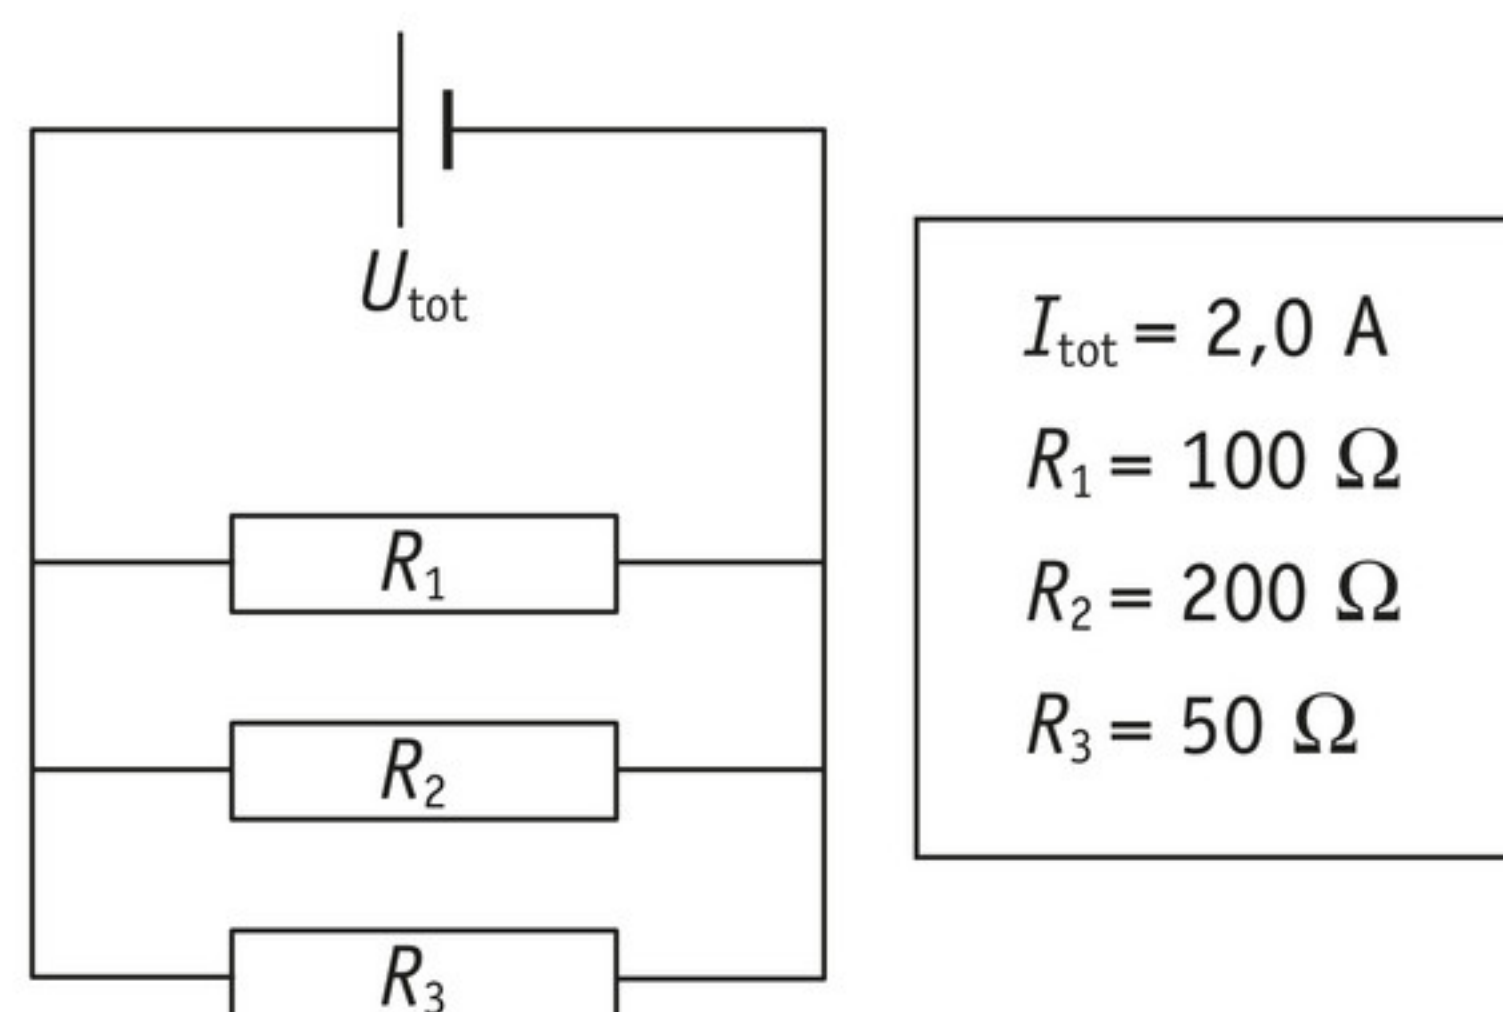 U_tot
R_1
R_2
R_3
I_tot = 2,0 A
R_1 = 100 Ω
R_2 = 200 Ω
R_3 = 50 Ω